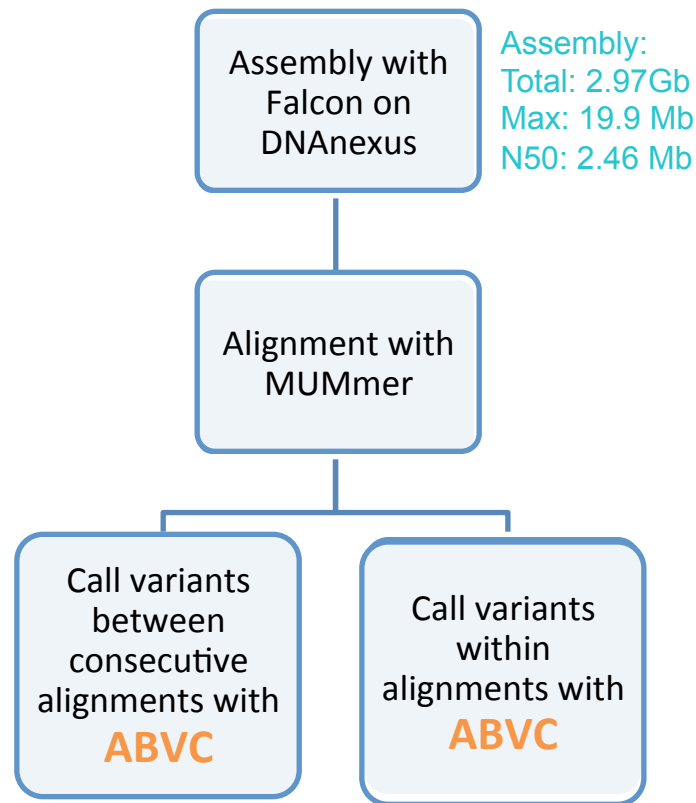 Assembly with
Falcon on
DNAnexus
Assembly:
Total: 2.97Gb
Max: 19.9 Mb
N50: 2.46 Mb
Alignment with
MUMmer
Call variants
between
consecutive
alignments with
ABVC
Call variants
within
alignments with
ABVC